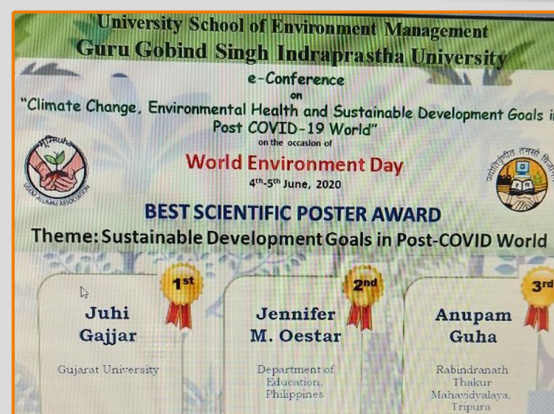 University School of Environment Management
Guru Gobind Singh Indraprastha University
e-Conference
on
"Climate Change, Environmental Health and Sustainable Development Goals i
Post COVID-19 World"
on the occasion of
World Environment Day
4th-5th June, 2020
BEST SCIENTIFIC POSTER AWARD
Theme: Sustainable Development Goals in Post-COVID World
1st
2nd
3rd
Juhi
Gajjar
Gujarat University
Jennifer
M. Oestar
Department of
Education,
Philippines
Anupam
Guha
Rabindranath
Thakur
Mahavidyalaya,
Tripura